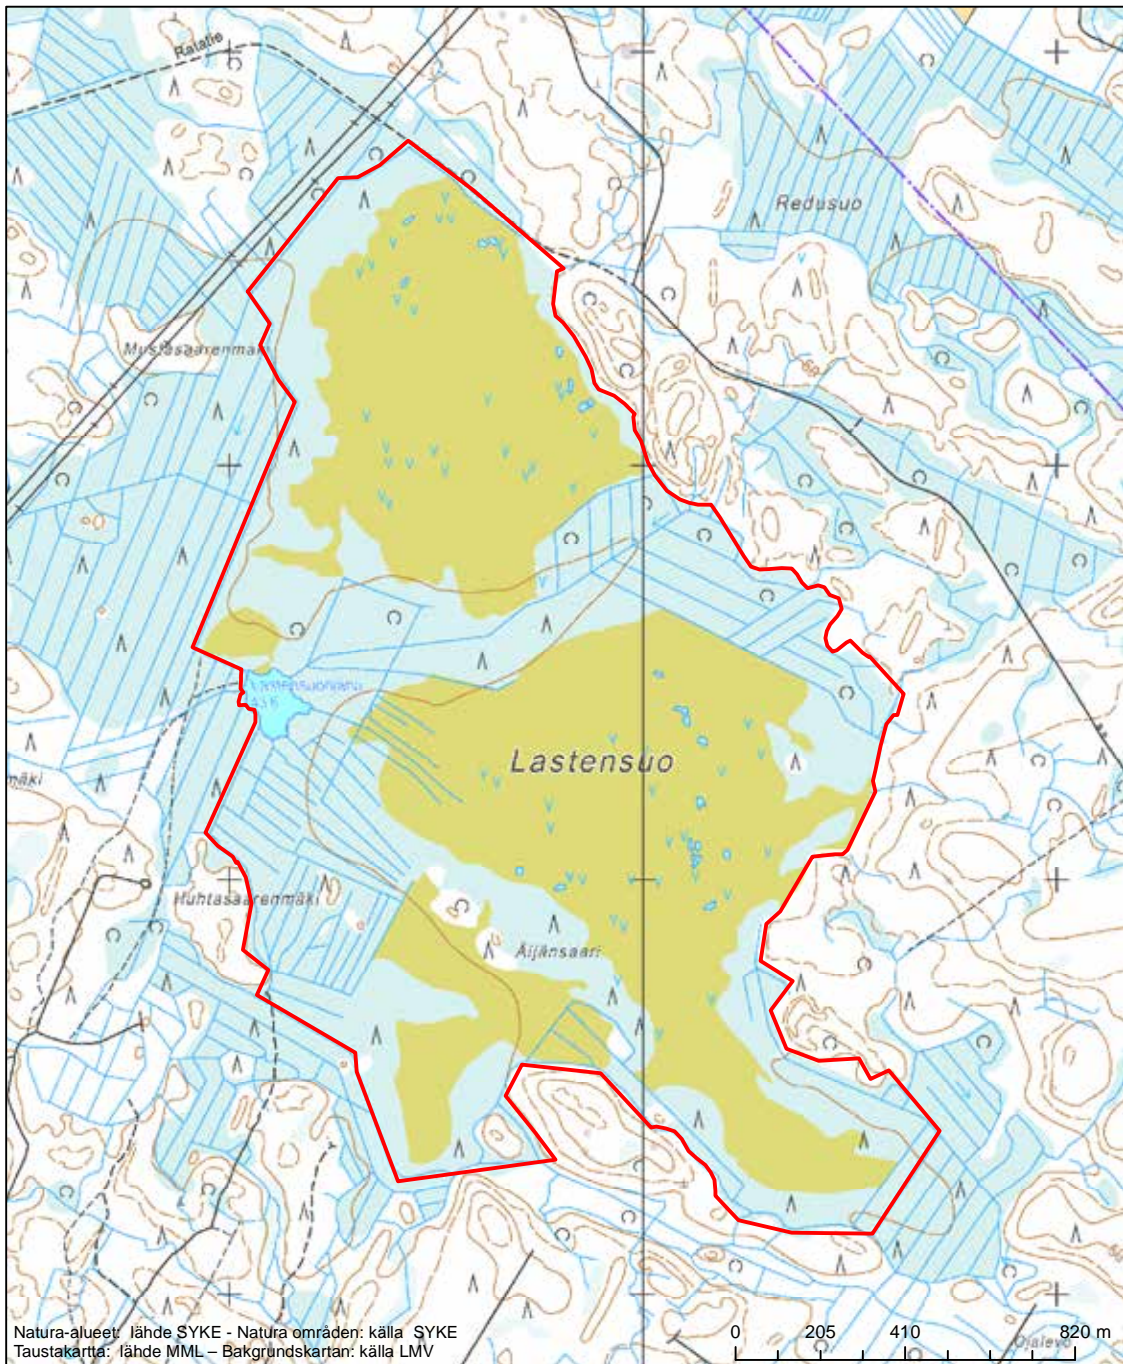 Ratatie
Redusuo
Mustasaarenmäki
Lastensuo
mäki
Huhtasaarenmäki
Äijänsaari
Natura-alueet: lähde SYKE - Natura områden: källa SYKE
Taustakartta: lähde MML – Bakgrundskartan: källa LMV
0 205 410 820 m